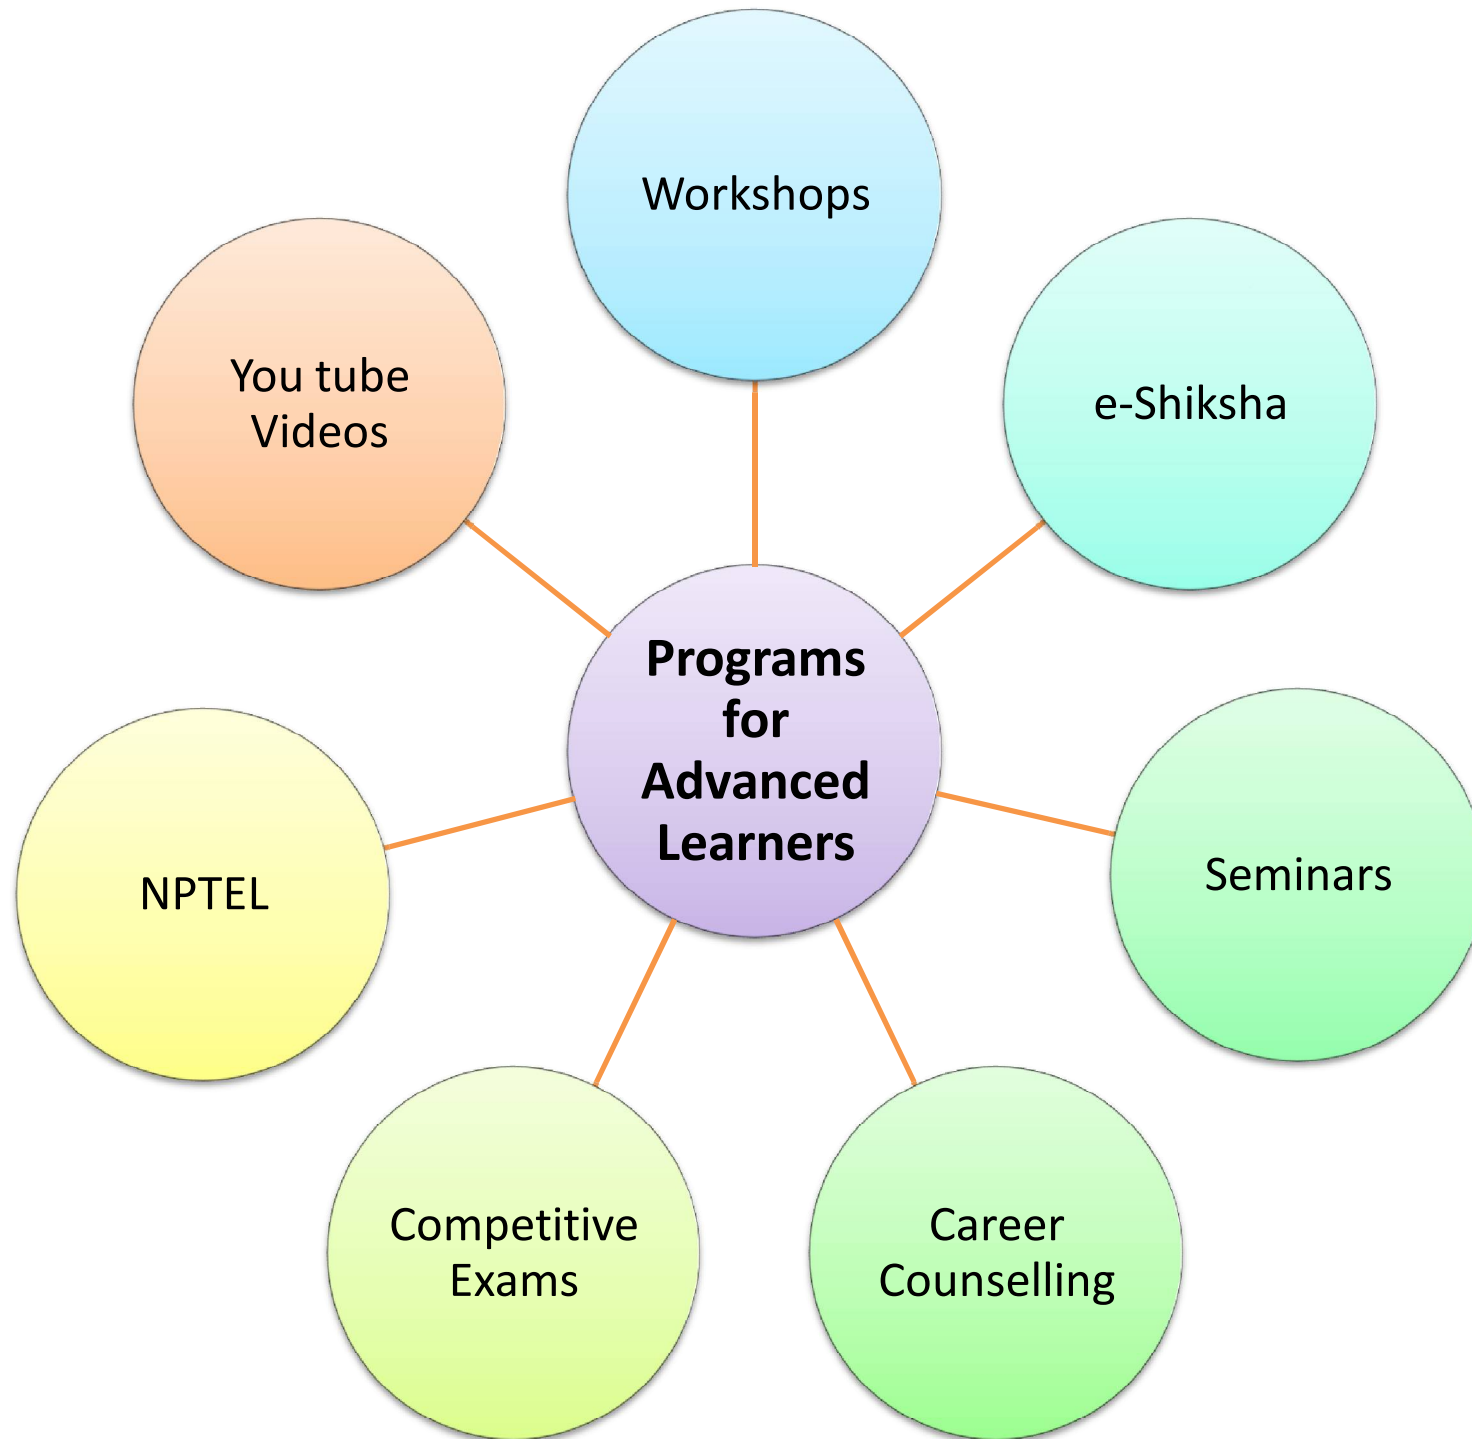 Workshops
You tube
Videos
e-Shiksha
Programs
for
Advanced
Learners
NPTEL
Seminars
Competitive
Exams
Career
Counselling